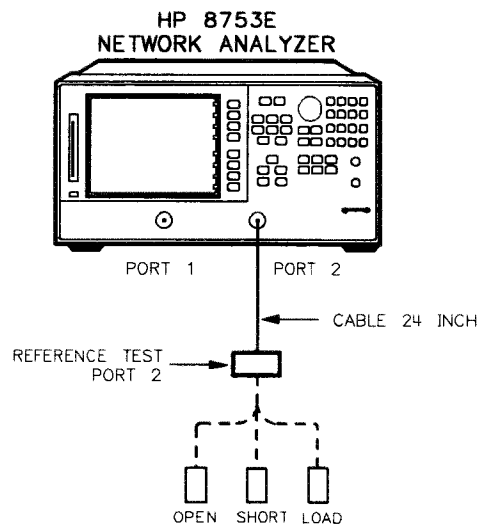 HP 8753E
NETWORK ANALYZER
PORT 1
PORT 2
CABLE 24 INCH
REFERENCE TEST
PORT 2
OPEN
SHORT
LOAD